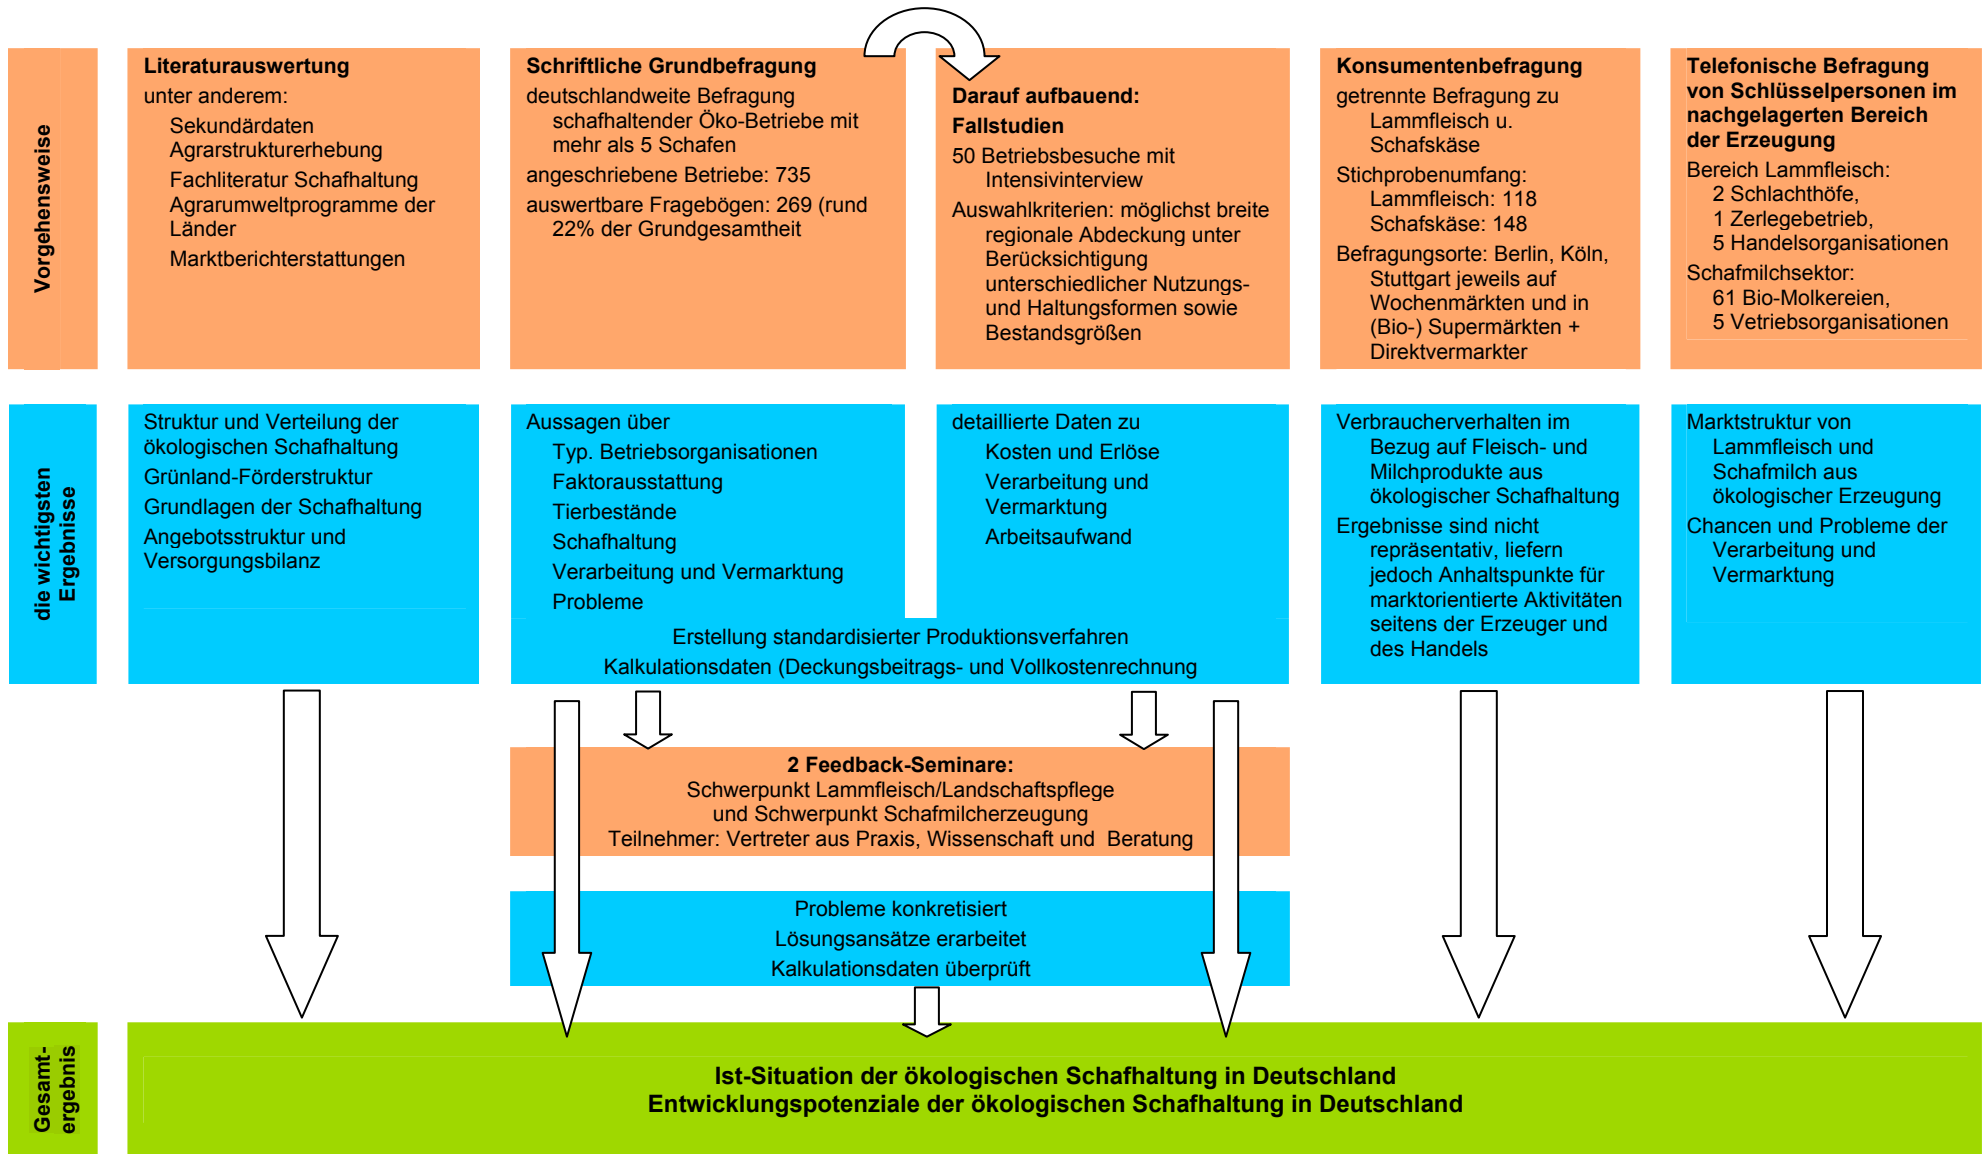 Vorgehensweise
Literaturauswertung
unter anderem:
Sekundärdaten
Agrarstrukturerhebung
Fachliteratur Schafhaltung
Agrarumweltprogramme der
Länder
Marktberichterstattungen
Schriftliche Grundbefragung
deutschlandweite Befragung
schafhaltender Öko-Betriebe mit
mehr als 5 Schafen
angeschriebene Betriebe: 735
auswertbare Fragebögen: 269 (rund
22% der Grundgesamtheit
Darauf aufbauend:
Fallstudien
50 Betriebsbesuche mit
Intensivinterview
Auswahlkriterien: möglichst breite
regionale Abdeckung unter
Berücksichtigung
unterschiedlicher Nutzungs-
und Haltungsformen sowie
Bestandsgrößen
Konsumentenbefragung
getrennte Befragung zu
Lammfleisch u.
Schafskäse
Stichprobenumfang:
Lammfleisch: 118
Schafskäse: 148
Befragungsorte: Berlin, Köln,
Stuttgart jeweils auf
Wochenmärkten und in
(Bio-) Supermärkten +
Direktvermarkter
Telefonische Befragung
von Schlüsselpersonen im
nachgelagerten Bereich
der Erzeugung
Bereich Lammfleisch:
2 Schlachthöfe,
1 Zerlegebetrieb,
5 Handelsorganisationen
Schafmilchsektor:
61 Bio-Molkereien,
5 Vetriebsorganisationen
die wichtigsten
Ergebnisse
Struktur und Verteilung der
ökologischen Schafhaltung
Grünland-Förderstruktur
Grundlagen der Schafhaltung
Angebotsstruktur und
Versorgungsbilanz
Aussagen über
Typ. Betriebsorganisationen
Faktorausstattung
Tierbestände
Schafhaltung
Verarbeitung und Vermarktung
Probleme
detaillierte Daten zu
Kosten und Erlöse
Verarbeitung und
Vermarktung
Arbeitsaufwand
Erstellung standardisierter Produktionsverfahren
Kalkulationsdaten (Deckungsbeitrags- und Vollkostenrechnung
Verbraucherverhalten im
Bezug auf Fleisch- und
Milchprodukte aus
ökologischer Schafhaltung
Ergebnisse sind nicht
repräsentativ, liefern
jedoch Anhaltspunkte für
marktorientierte Aktivitäten
seitens der Erzeuger und
des Handels
Marktstruktur von
Lammfleisch und
Schafmilch aus
ökologischer Erzeugung
Chancen und Probleme der
Verarbeitung und
Vermarktung
2 Feedback-Seminare:
Schwerpunkt Lammfleisch/Landschaftspflege
und Schwerpunkt Schafmilcherzeugung
Teilnehmer: Vertreter aus Praxis, Wissenschaft und Beratung
Probleme konkretisiert
Lösungsansätze erarbeitet
Kalkulationsdaten überprüft
Gesamt-
ergebnis
Ist-Situation der ökologischen Schafhaltung in Deutschland
Entwicklungspotenziale der ökologischen Schafhaltung in Deutschland